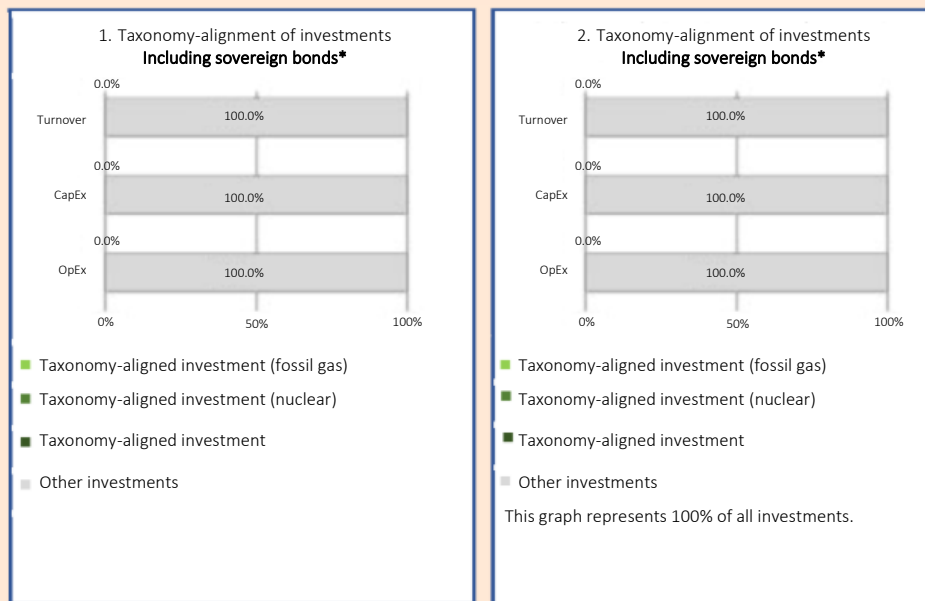 1. Taxonomy-alignment of investments
Including sovereign bonds*
0.0%
Turnover
100.0%
0.0%
CapEx
100.0%
0.0%
OpEx
100.0%
0%
50%
100%
Taxonomy-aligned investment (fossil gas)
Taxonomy-aligned investment (nuclear)
Taxonomy-aligned investment
Other investments
2. Taxonomy-alignment of investments
Including sovereign bonds*
0.0%
Turnover
100.0%
0.0%
CapEx
100.0%
0.0%
OpEx
100.0%
0%
50%
100%
Taxonomy-aligned investment (fossil gas)
Taxonomy-aligned investment (nuclear)
Taxonomy-aligned investment
Other investments
This graph represents 100% of all investments.